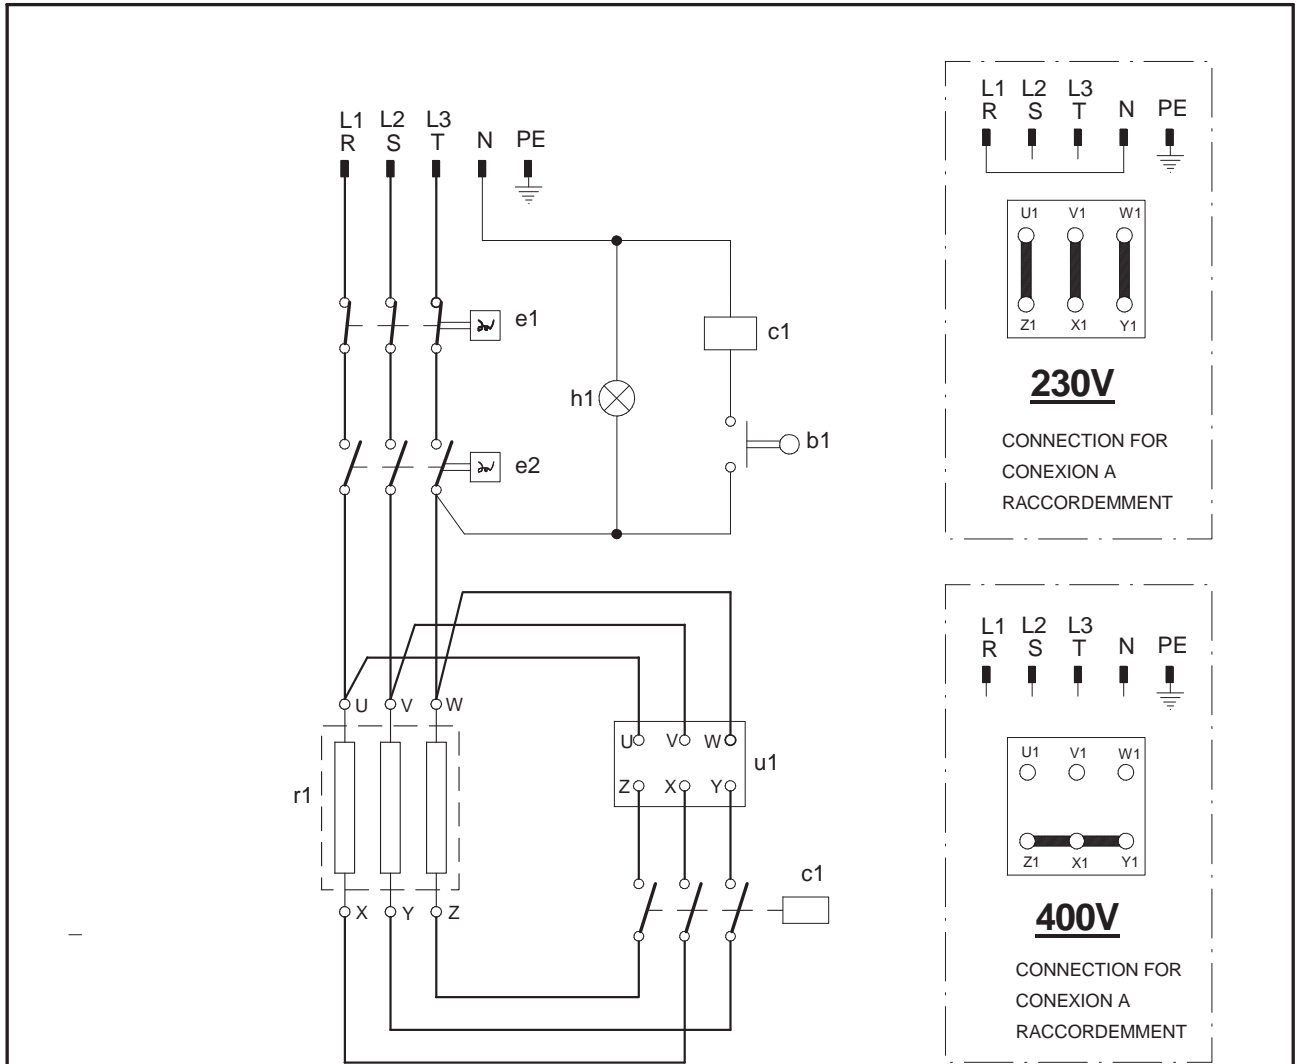 L1 L2 L3
R S T N PE
e1
c1
h1
b1
e2
U V W
U V W
u1
Z X Y
r1
c1
X Y Z
L1 L2 L3
R S T N PE
U1 V1 W1
Z1 X1 Y1
230V
CONNECTION FOR
CONEXION A
RACCORDEMMENT
L1 L2 L3
R S T N PE
U1 V1 W1
Z1 X1 Y1
400V
CONNECTION FOR
CONEXION A
RACCORDEMMENT